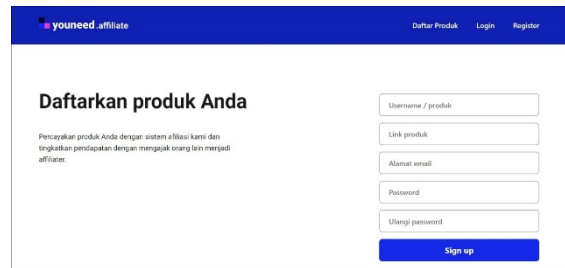 youneed.affiliate
Daftar Produk Login Register
Daftarkan produk Anda
Percayakan produk Anda dengan sistem afiliasi kami dan
tingkatkan pendapatan dengan mengajak orang lain menjadi
affiliater.
Username / produk
Link produk
Alamat email
Password
Ulangi password
Sign up